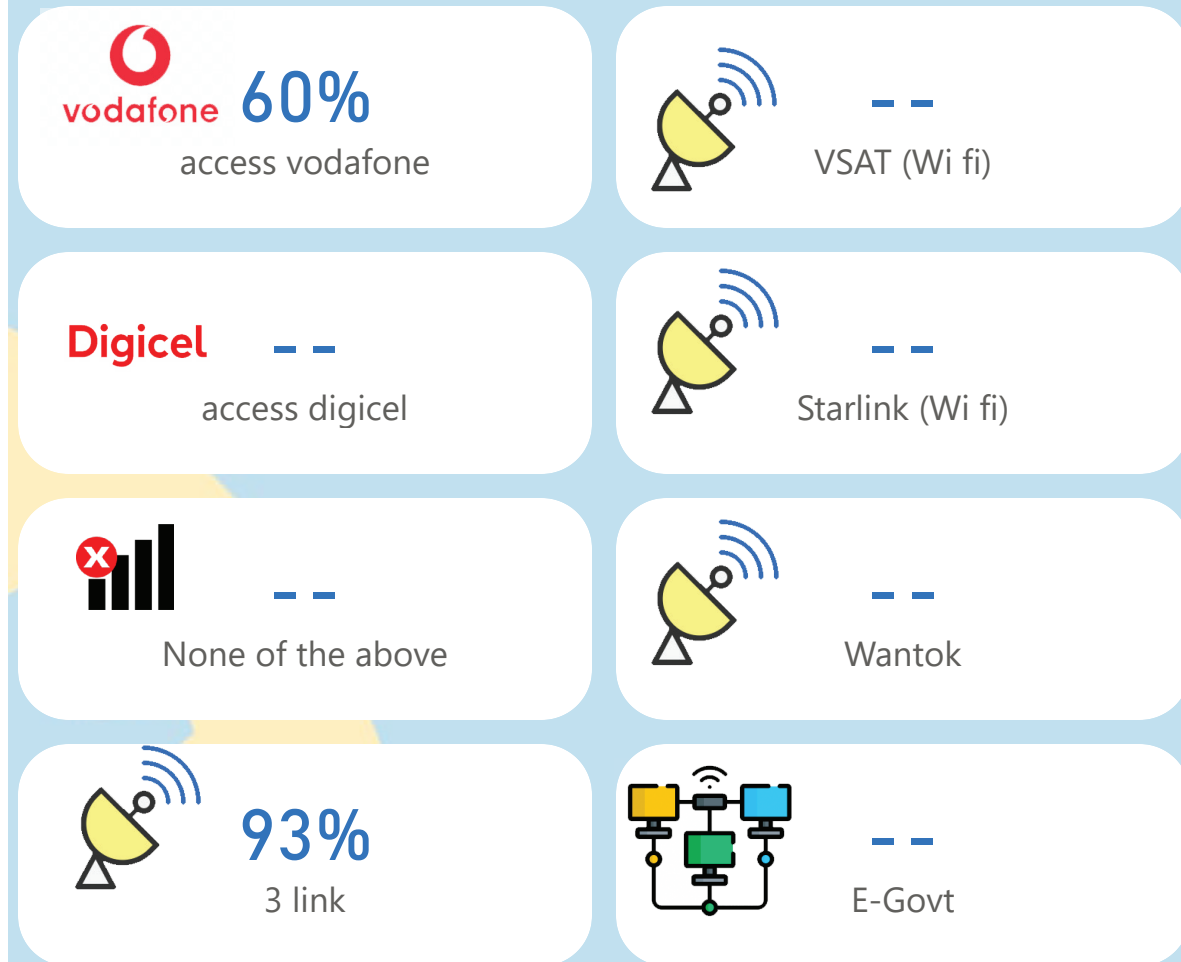 vodafone
60%
access vodafone
- -
VSAT (Wi fi)
Digicel
- -
access digicel
- -
Starlink (Wi fi)
X
- -
None of the above
- -
Wantok
93%
3 link
- -
E-Govt